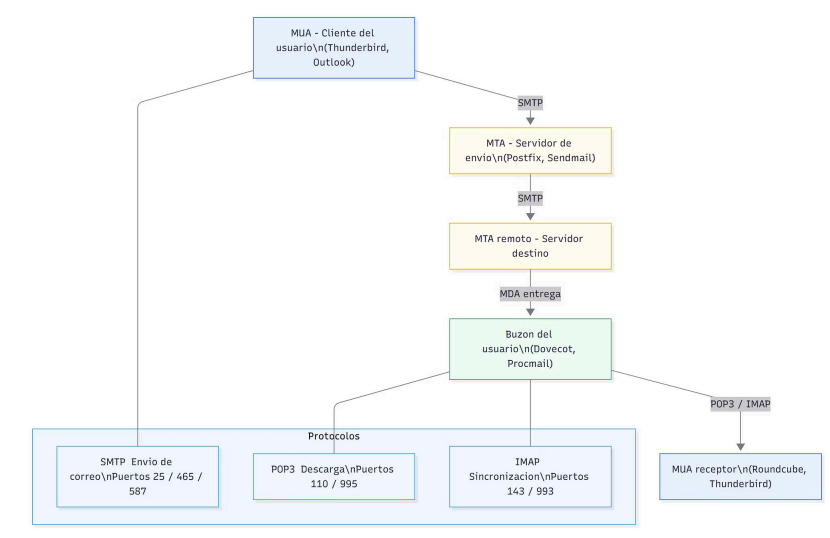 MUA - Cliente del
usuario\n(Thunderbird,
Outlook)
SMTP
MTA - Servidor de
envio\n(Postfix, Sendmail)
SMTP
MTA remoto - Servidor
destino
MDA entrega
Buzon del
usuario\n(Dovecot,
Procmail)
POP3 / IMAP
Protocolos
SMTP Envio de
correo\nPuertos 25 / 465 /
587
POP3 Descarga\nPuertos
110 / 995
IMAP
Sincronizacion\nPuertos
143 / 993
MUA receptor\n(Roundcube,
Thunderbird)